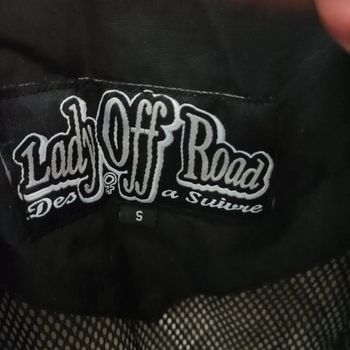 Lady Off Road
Des a Suivre
S